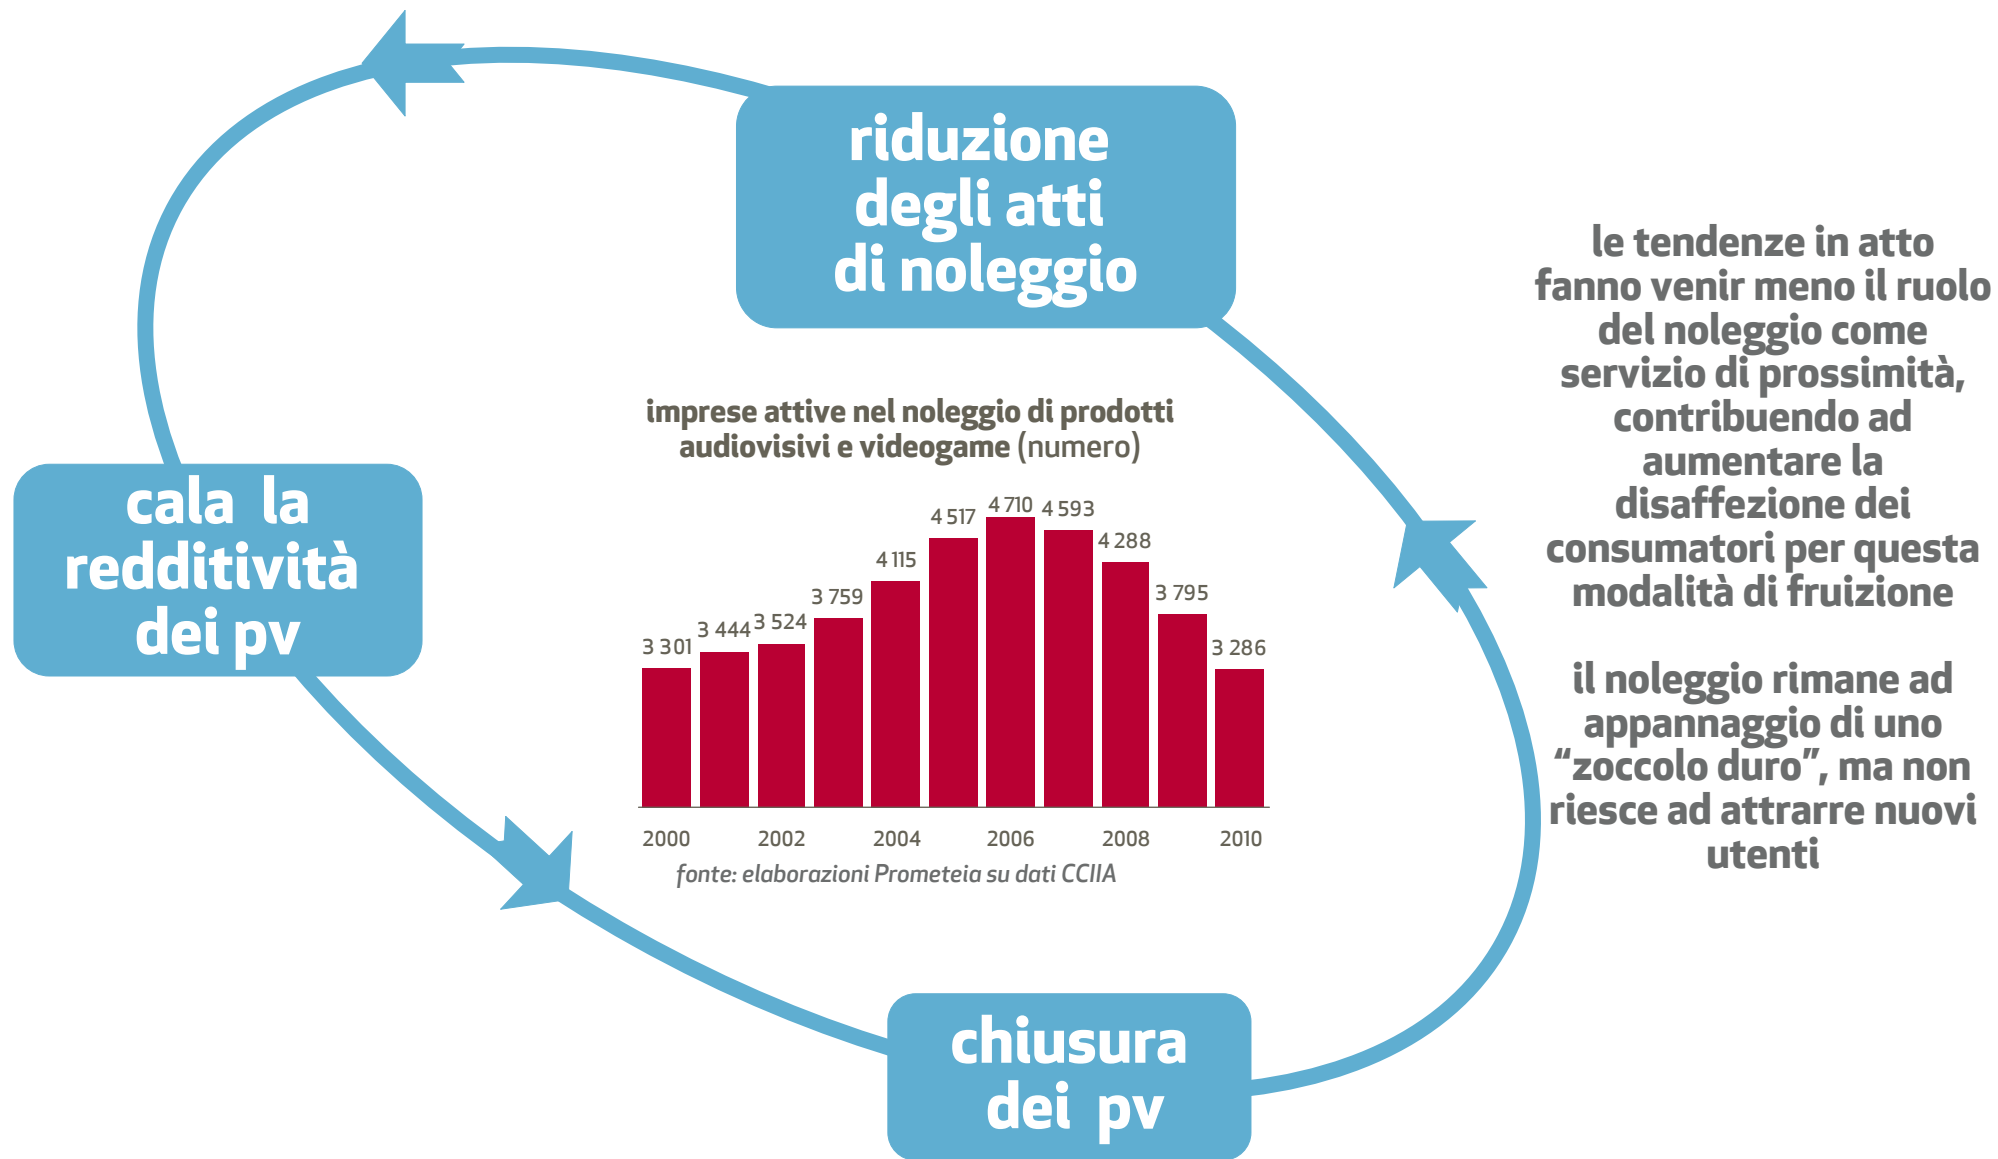 riduzione
degli atti
di noleggio
cala la
redditività
dei pv
imprese attive nel noleggio di prodotti
audiovisivi e videogame (numero)
3 301
3 444
3 524
3 759
4 115
4 517
4 710
4 593
4 288
3 795
3 286
2000 2002 2004 2006 2008 2010
fonte: elaborazioni Prometeia su dati CCIIA
chiusura
dei pv
le tendenze in atto
fanno venir meno il ruolo
del noleggio come
servizio di prossimità,
contribuendo ad
aumentare la
disaffezione dei
consumatori per questa
modalità di fruizione
il noleggio rimane ad
appannaggio di uno
“zoccolo duro”, ma non
riesce ad attrarre nuovi
utenti